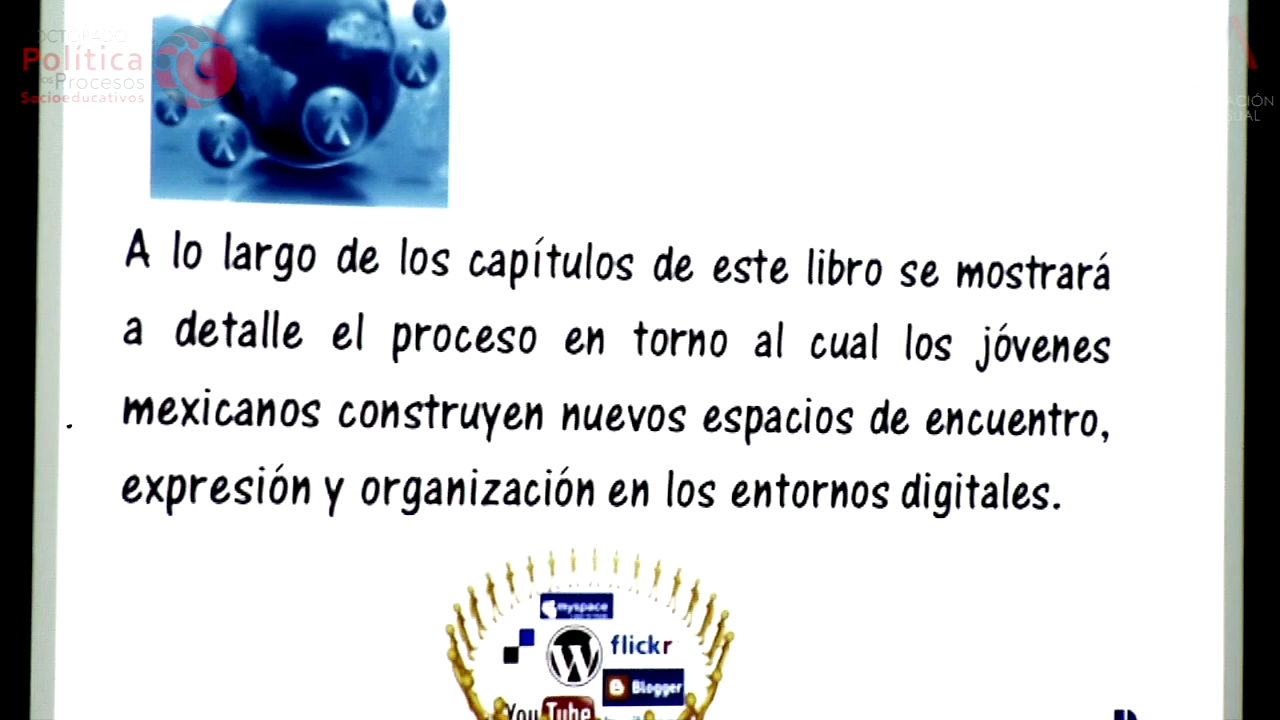 Política
Procesos
Socioeducativos
A lo largo de los capítulos de este libro se mostrará
a detalle el proceso en torno al cual los jóvenes
mexicanos construyen nuevos espacios de encuentro,
expresión y organización en los entornos digitales.
myspace
flickr
Blogger
YouTube